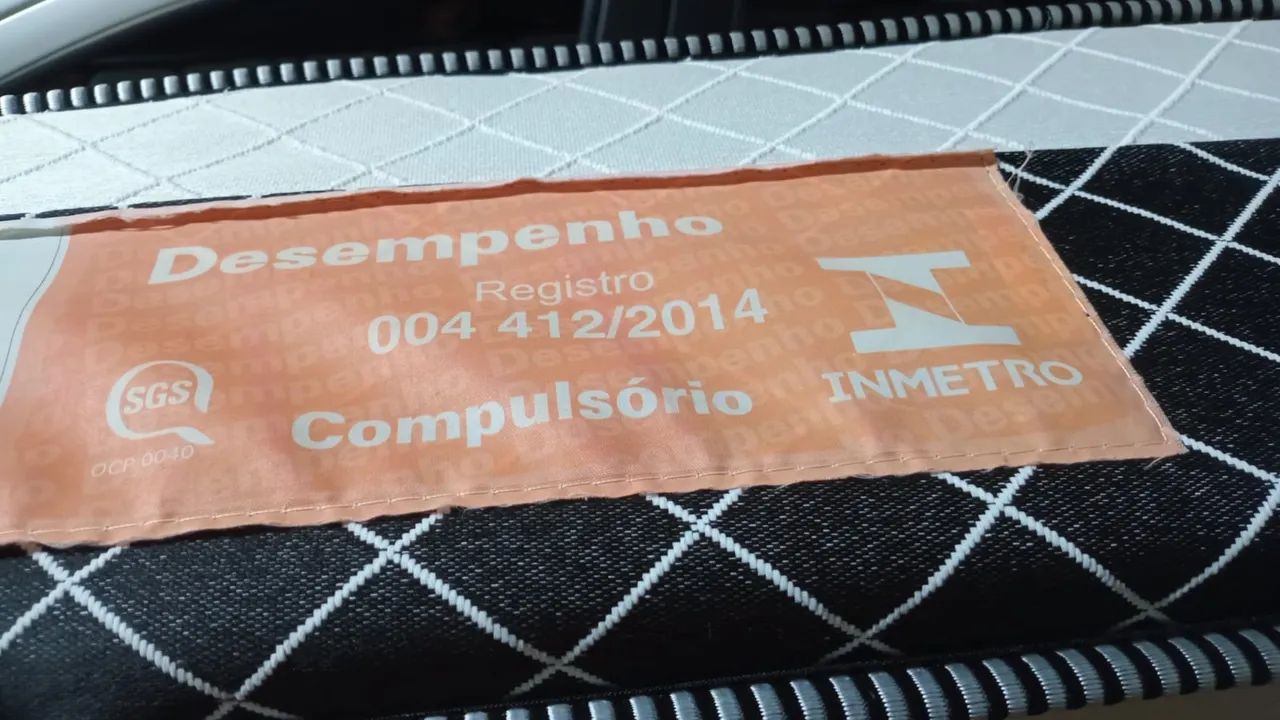 Desempenho
Registro
004 412/2014
SGS
OCP 0040
Compulsório
INMETRO